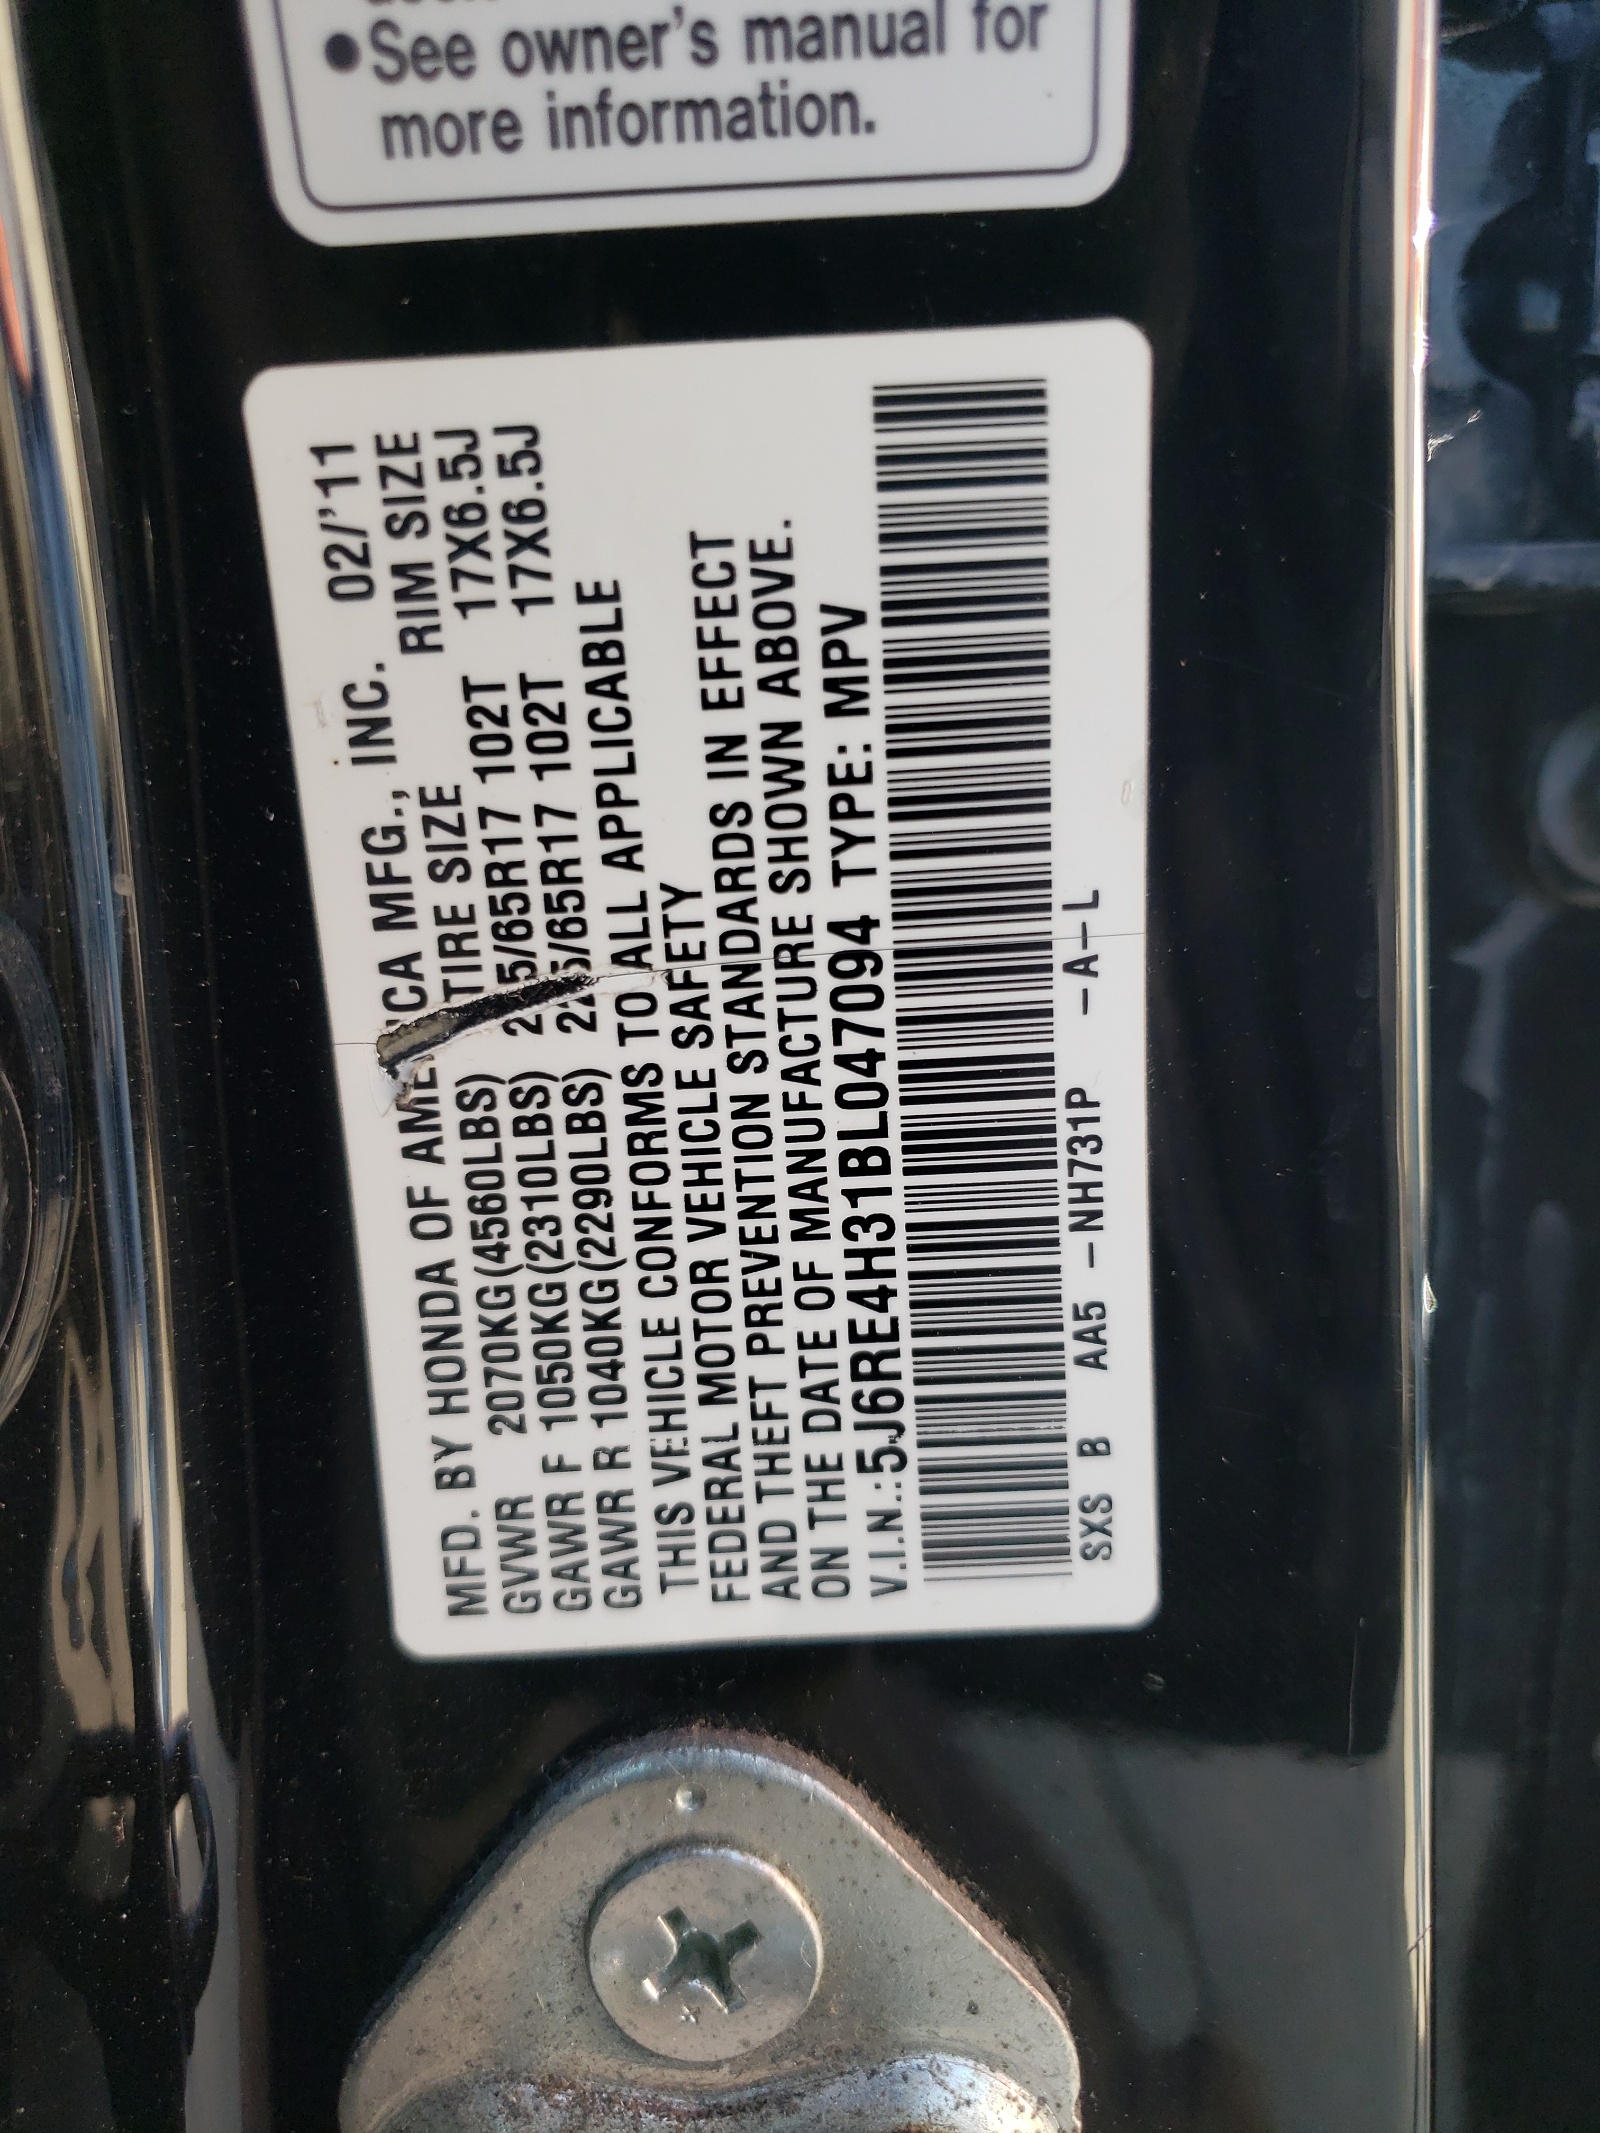 ●See owner's manual for
more information.
MFD. BY HONDA OF AME ICA MFG., INC. 02/'11
TIRE SIZE RIM SIZE
GVWR 2070KG(4560LBS) 225/65R17 102T 17X6.5J
GAWR F 1050KG(2310LBS) 225/65R17 102T 17X6.5J
GAWR R 1040KG(2290LBS)
THIS VEHICLE CONFORMS TO ALL APPLICABLE
FEDERAL MOTOR VEHICLE SAFETY
AND THEFT PREVENTION STANDARDS IN EFFECT
ON THE DATE OF MANUFACTURE SHOWN ABOVE.
V.I.N.:5J6RE4H31BL047094 TYPE: MPV
SXS B AA5 -NH731P -A-L